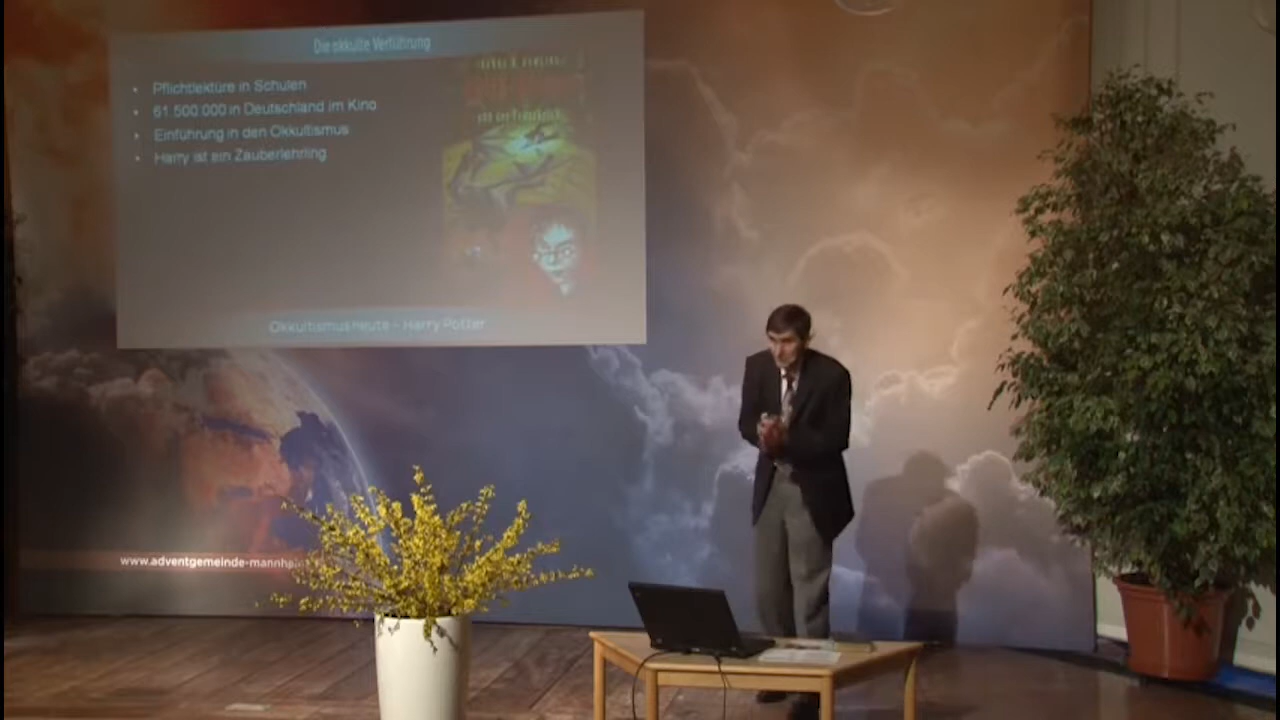 Die okkulte Verführung
• Pflichtlektüre in Schulen
• 61.500.000 in Deutschland im Kino
• Einführung in den Okkultismus
• Harry ist ein Zauberlehrling
Okkultismus heute - Harry Potter
www.adventgemeinde-mannhe